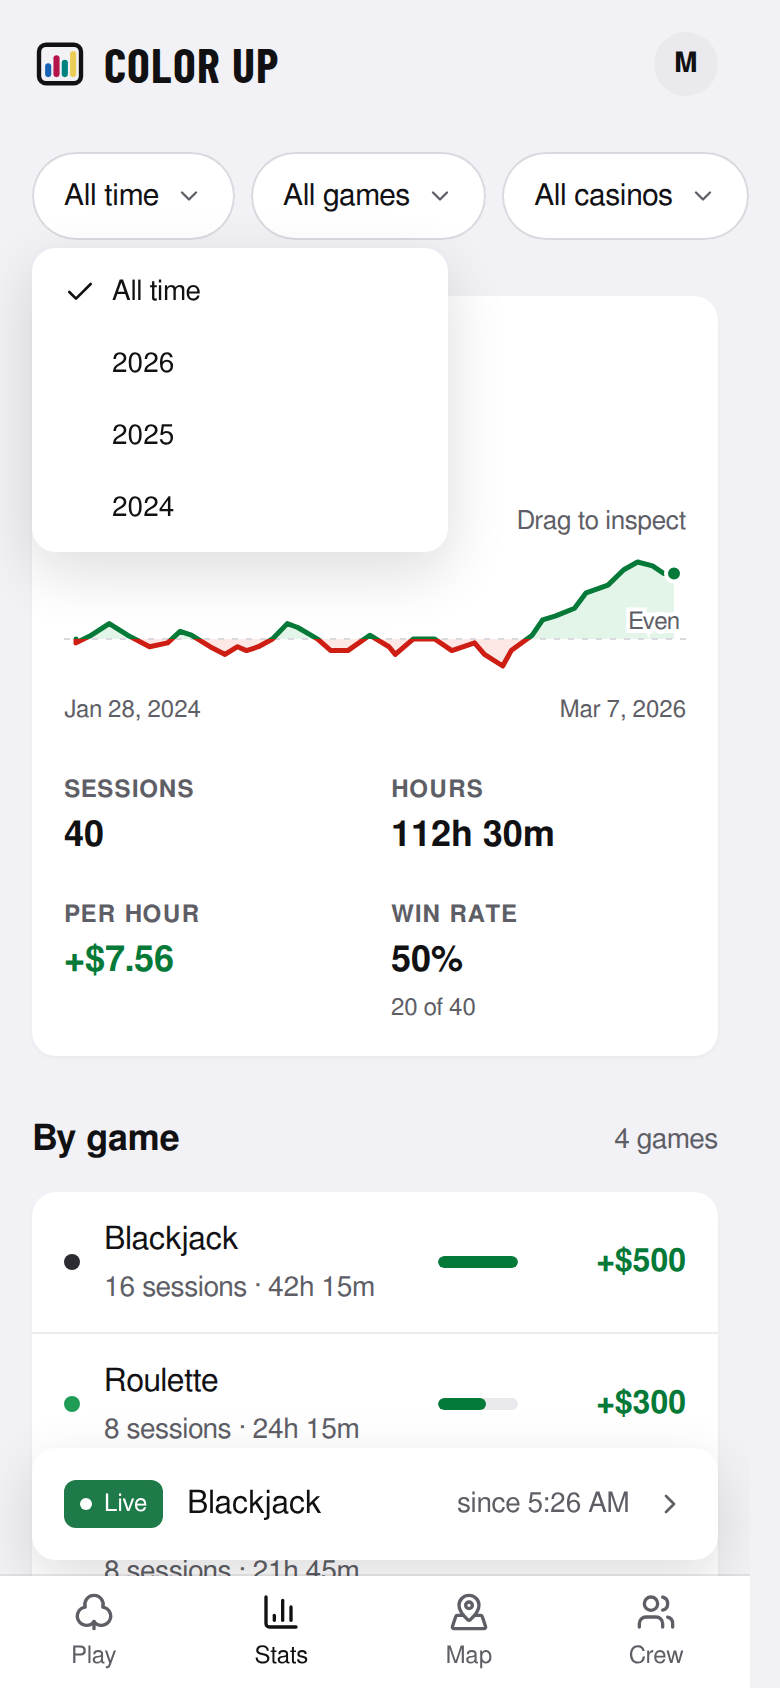 COLOR UP
M
All time
All games
All casinos
All time
2026
2025
2024
Drag to inspect
Even
Jan 28, 2024
Mar 7, 2026
SESSIONS
HOURS
40
112h 30m
PER HOUR
WIN RATE
+$7.56
50%
20 of 40
By game
4 games
Blackjack
16 sessions · 42h 15m
+$500
Roulette
8 sessions · 24h 15m
+$300
Live
Blackjack
since 5:26 AM
8 sessions · 21h 45m
Play
Stats
Map
Crew